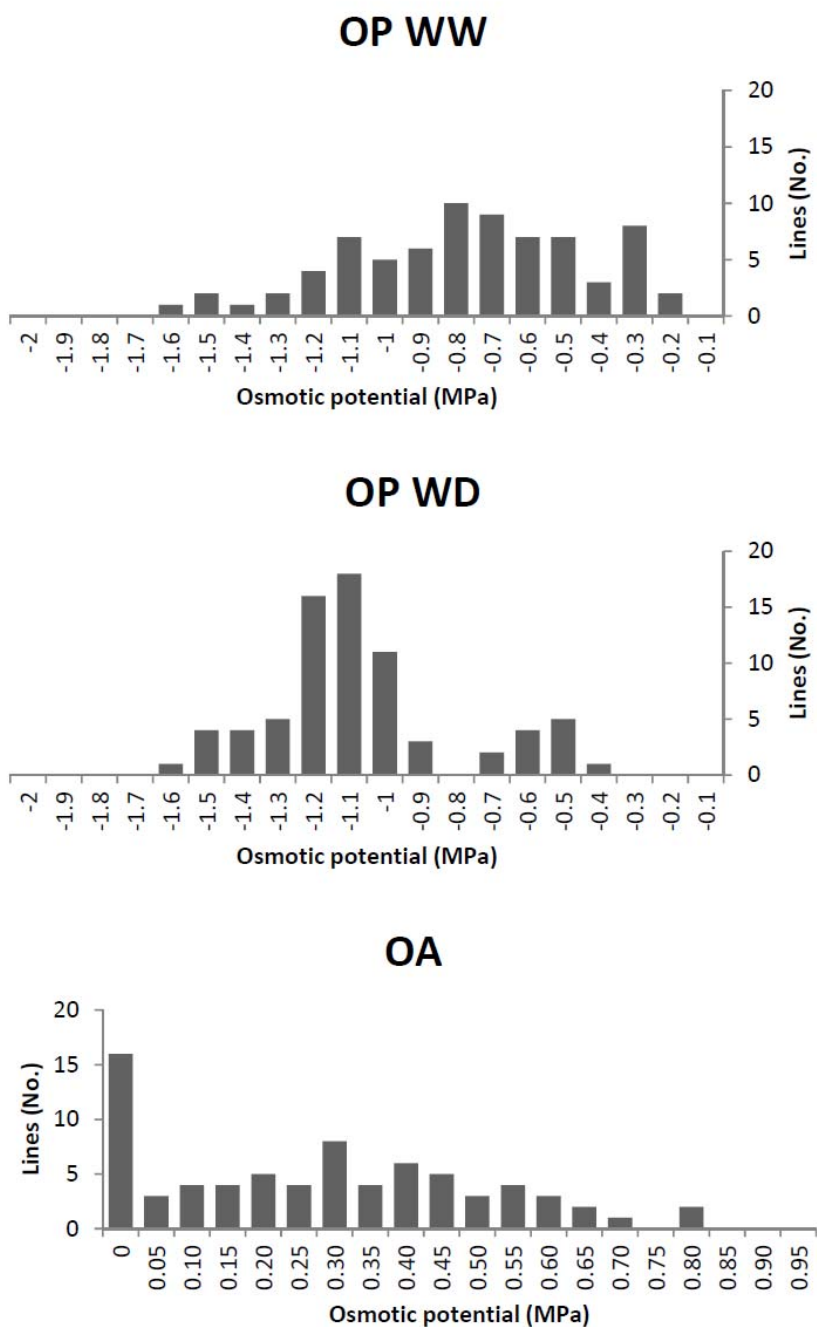 OP WW
20
15
10
5
0
Lines (No.)
-2 -1.9 -1.8 -1.7 -1.6 -1.5 -1.4 -1.3 -1.2 -1.1 -1 -0.9 -0.8 -0.7 -0.6 -0.5 -0.4 -0.3 -0.2 -0.1
Osmotic potential (MPa)
OP WD
20
15
10
5
0
Lines (No.)
-2 -1.9 -1.8 -1.7 -1.6 -1.5 -1.4 -1.3 -1.2 -1.1 -1 -0.9 -0.8 -0.7 -0.6 -0.5 -0.4 -0.3 -0.2 -0.1
Osmotic potential (MPa)
OA
20
15
10
5
0
Lines (No.)
0 0.05 0.10 0.15 0.20 0.25 0.30 0.35 0.40 0.45 0.50 0.55 0.60 0.65 0.70 0.75 0.80 0.85 0.90 0.95
Osmotic potential (MPa)